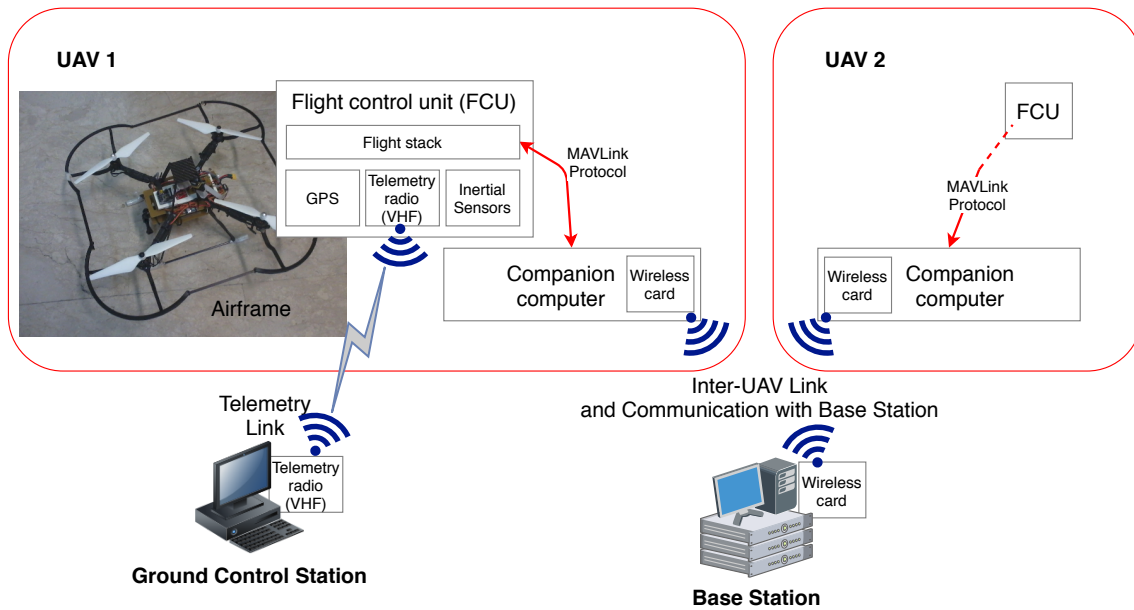 UAV 1
Flight control unit (FCU)
Flight stack
GPS
Telemetry
radio
(VHF)
Inertial
Sensors
MAVLink
Protocol
Airframe
Companion
computer
Wireless
card
UAV 2
FCU
MAVLink
Protocol
Wireless
card
Companion
computer
Telemetry
Link
Telemetry
radio
(VHF)
Ground Control Station
Inter-UAV Link
and Communication with Base Station
Wireless
card
Base Station